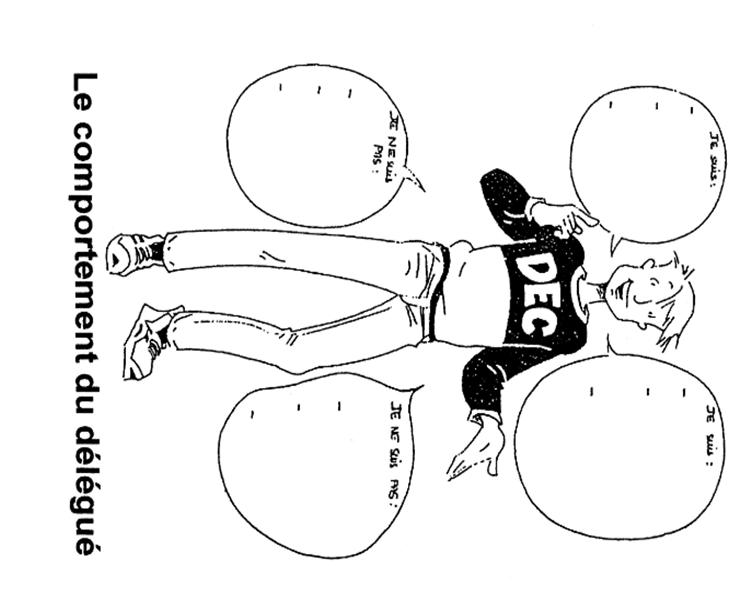 JE suis :
-
-
-
JE suis :
-
-
-
DEC
JE NE suis
PAS :
-
-
-
JE NE suis PAS :
-
-
-
Le comportement du délégué